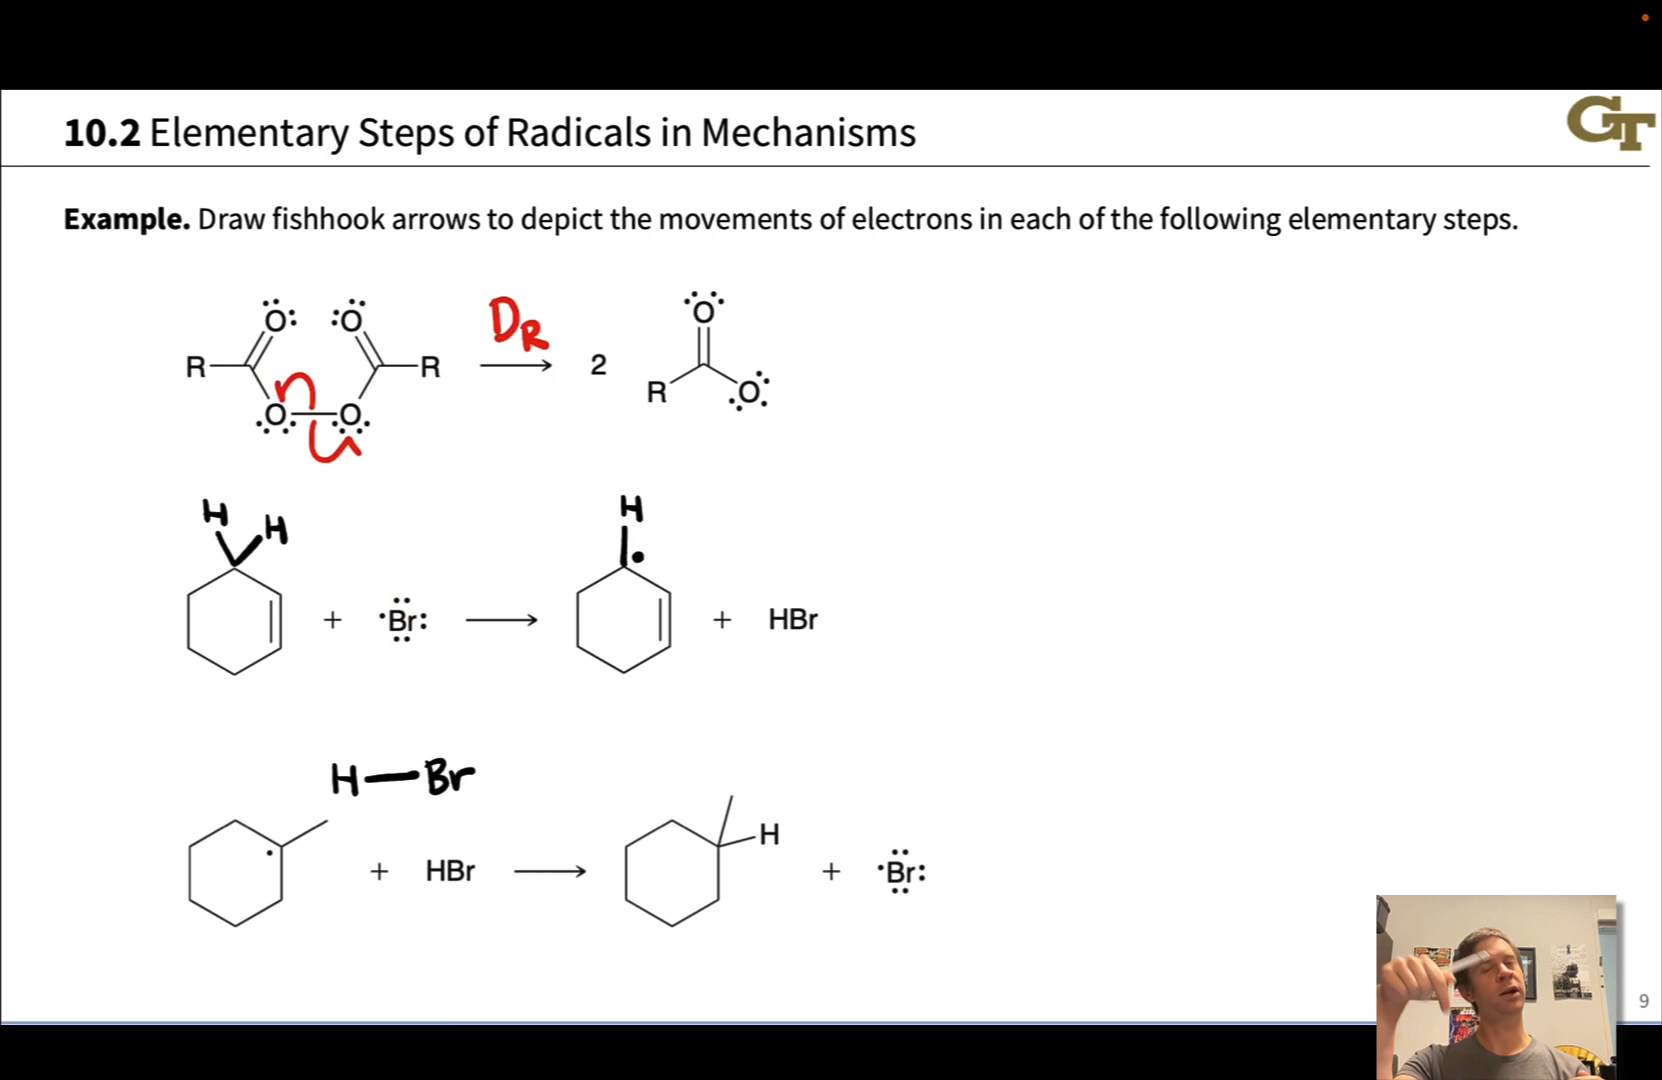 10.2 Elementary Steps of Radicals in Mechanisms
GT
Example. Draw fishhook arrows to depict the movements of electrons in each of the following elementary steps.
O: :O DR O
R R 2 R O
O O
H H H
+ ·Br: + HBr
H Br
H
+ HBr + ·Br:
9